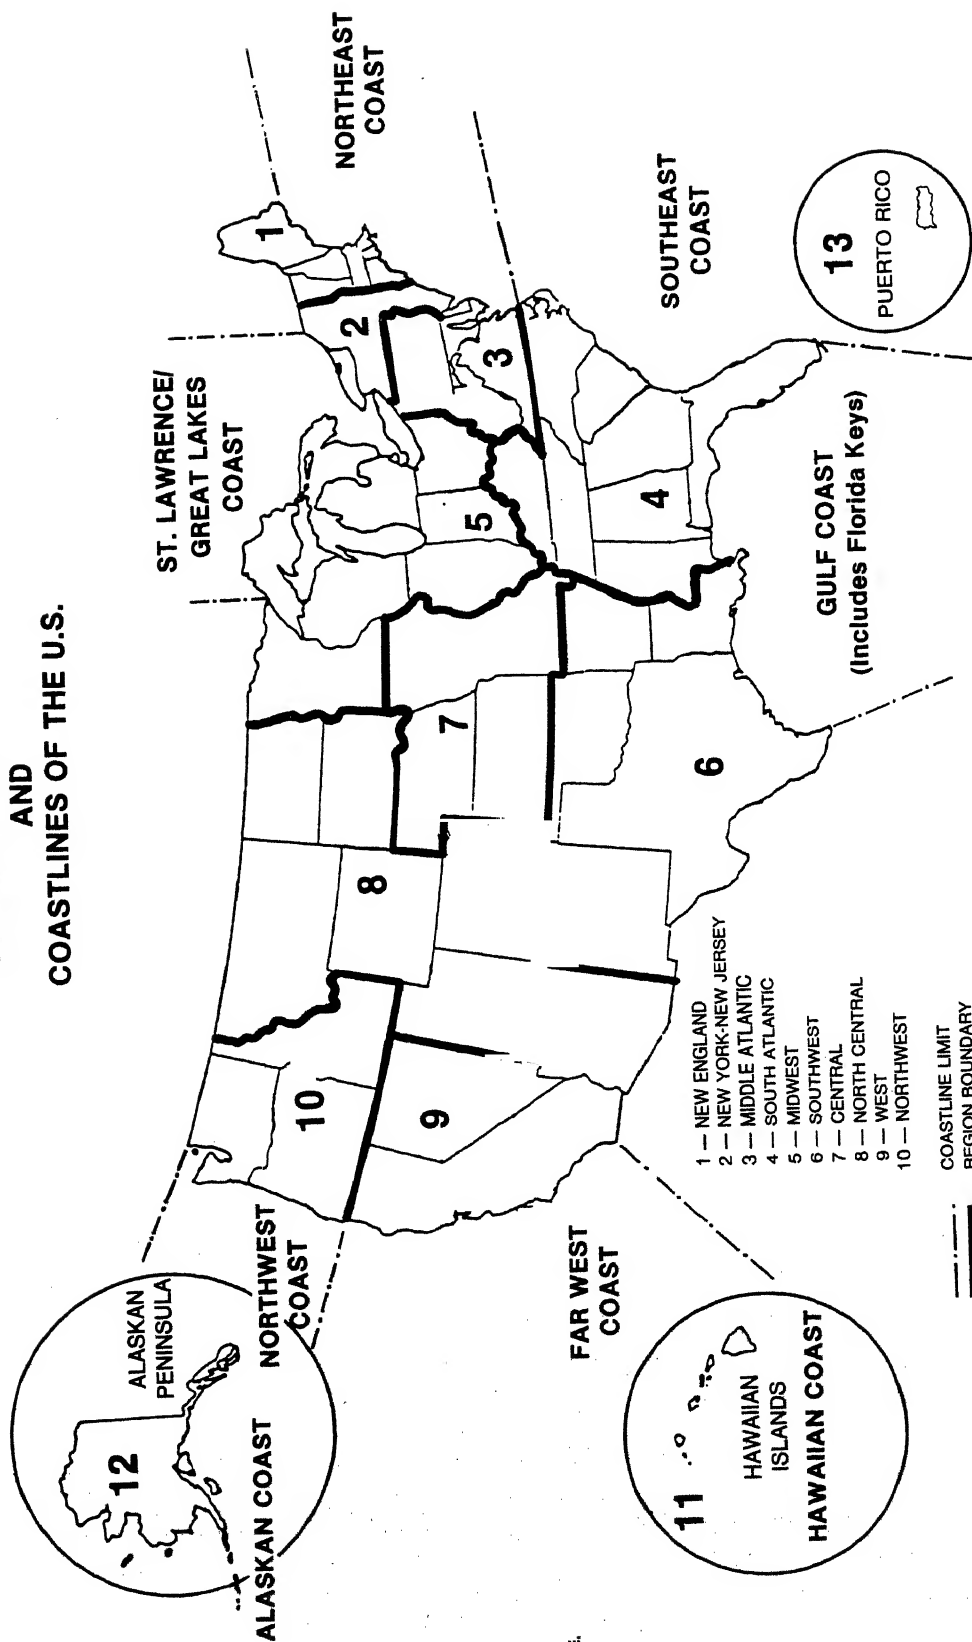 AND
COASTLINES OF THE U.S.
ST. LAWRENCE/
GREAT LAKES
COAST
NORTHEAST
COAST
SOUTHEAST
COAST
GULF COAST
(Includes Florida Keys)
FAR WEST
COAST
NORTHWEST
COAST
ALASKAN
PENINSULA
12
ALASKAN COAST
11
HAWAIIAN
ISLANDS
HAWAIIAN COAST
13
PUERTO RICO
1
2
3
4
5
6
7
8
9
10
1 — NEW ENGLAND
2 — NEW YORK-NEW JERSEY
3 — MIDDLE ATLANTIC
4 — SOUTH ATLANTIC
5 — MIDWEST
6 — SOUTHWEST
7 — CENTRAL
8 — NORTH CENTRAL
9 — WEST
10 — NORTHWEST
COASTLINE LIMIT
REGION BOUNDARY